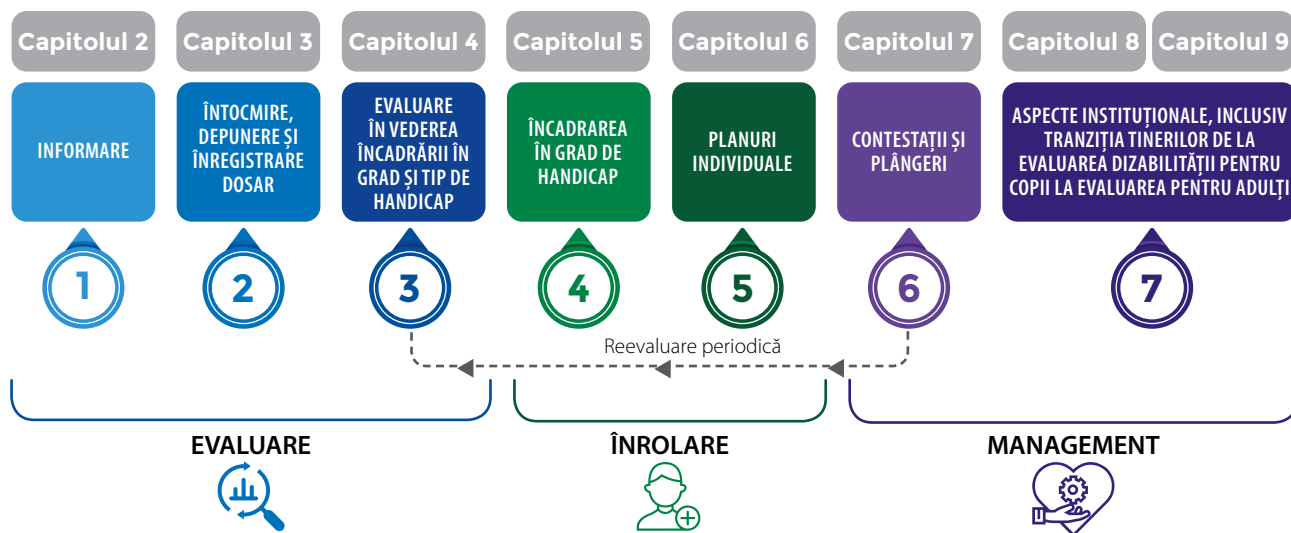 Capitolul 2
Capitolul 3
Capitolul 4
Capitolul 5
Capitolul 6
Capitolul 7
Capitolul 8
Capitolul 9
INFORMARE
ÎNTOCMIRE,
DEPUNERE ȘI
ÎNREGISTRARE
DOSAR
EVALUARE
ÎN VEDEREA
ÎNCADRĂRII ÎN
GRAD ȘI TIP DE
HANDICAP
ÎNCADRAREA
ÎN GRAD DE
HANDICAP
PLANURI
INDIVIDUALE
CONTESTAȚII ȘI
PLÂNGERI
ASPECTE INSTITUȚIONALE, INCLUSIV
TRANZIȚIA TINERILOR DE LA
EVALUAREA DIZABILITĂȚII PENTRU
COPII LA EVALUAREA PENTRU ADULȚI
1
2
3
4
5
6
7
Reevaluare periodică
EVALUARE
ÎNROLARE
MANAGEMENT